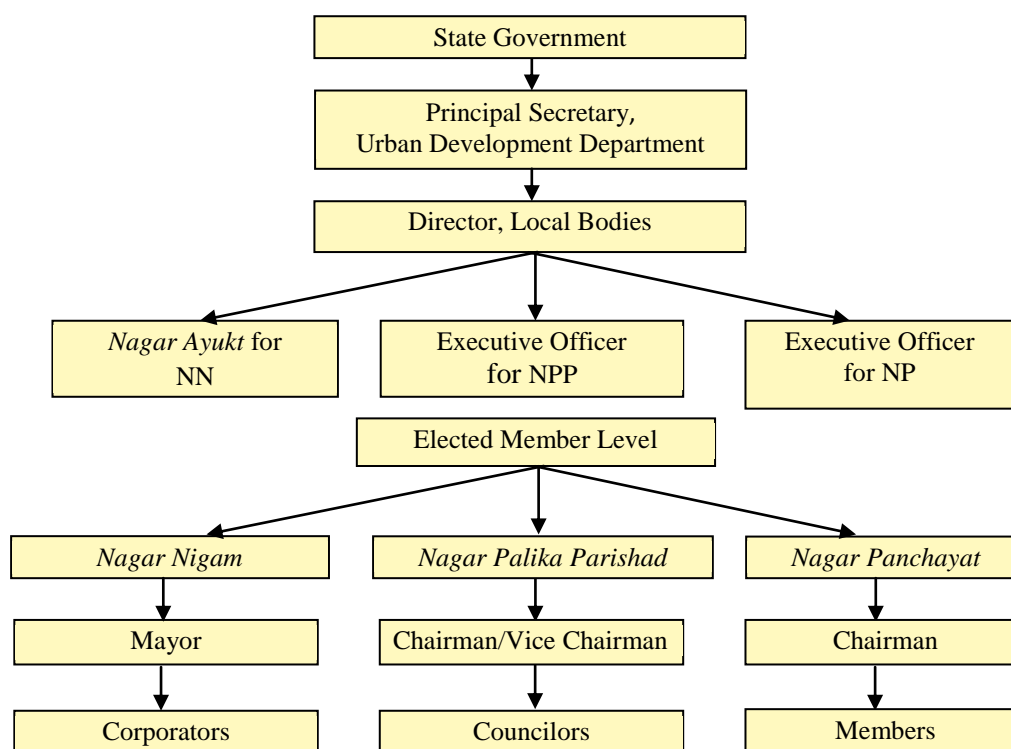 State Government
Principal Secretary,
Urban Development Department
Director, Local Bodies
Nagar Ayukt for
NN
Executive Officer
for NPP
Executive Officer
for NP
Elected Member Level
Nagar Nigam
Nagar Palika Parishad
Nagar Panchayat
Mayor
Chairman/Vice Chairman
Chairman
Corporators
Councilors
Members